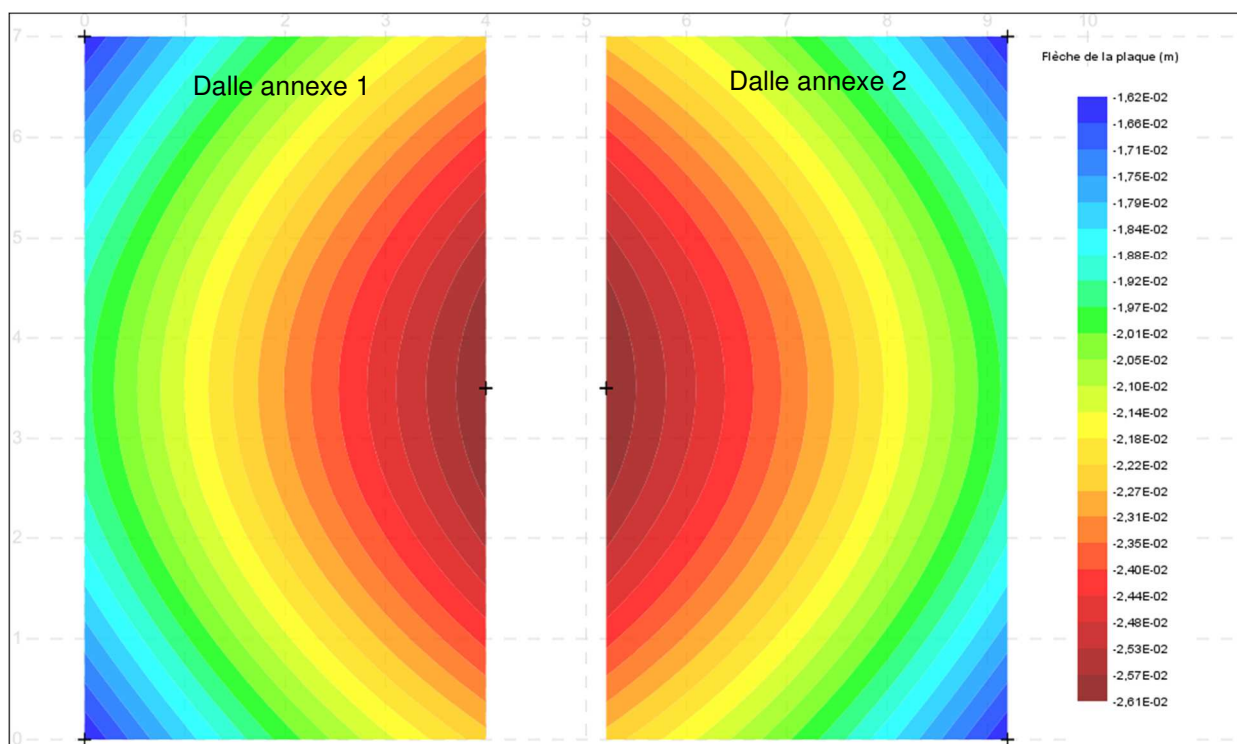 0 1 2 3 4 5 6 7 8 9 10
7
Flèche de la plaque (m)
Dalle annexe 1
Dalle annexe 2
-1,62E-02
-1,66E-02
6
-1,71E-02
-1,75E-02
-1,79E-02
5
-1,84E-02
-1,88E-02
-1,92E-02
-1,97E-02
4
-2,01E-02
-2,05E-02
-2,10E-02
3
-2,14E-02
-2,18E-02
-2,22E-02
2
-2,27E-02
-2,31E-02
-2,35E-02
-2,40E-02
1
-2,44E-02
-2,48E-02
-2,53E-02
-2,57E-02
-2,61E-02
0